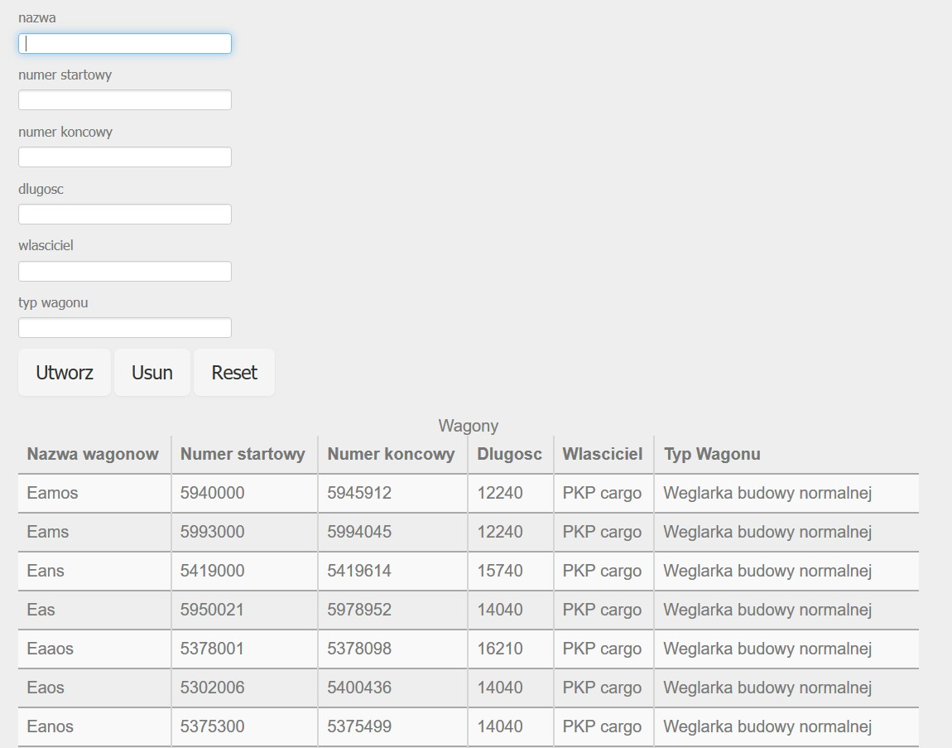 nazwa
numer startowy
numer koncowy
dlugosc
wlasciciel
typ wagonu
Utworz Usun Reset
Wagony
Nazwa wagonow Numer startowy Numer koncowy Dlugosc Wlasciciel Typ Wagonu
Eamos 5940000 5945912 12240 PKP cargo Weglarka budowy normalnej
Eams 5993000 5994045 12240 PKP cargo Weglarka budowy normalnej
Eans 5419000 5419614 15740 PKP cargo Weglarka budowy normalnej
Eas 5950021 5978952 14040 PKP cargo Weglarka budowy normalnej
Eaaos 5378001 5378098 16210 PKP cargo Weglarka budowy normalnej
Eaos 5302006 5400436 14040 PKP cargo Weglarka budowy normalnej
Eanos 5375300 5375499 14040 PKP cargo Weglarka budowy normalnej